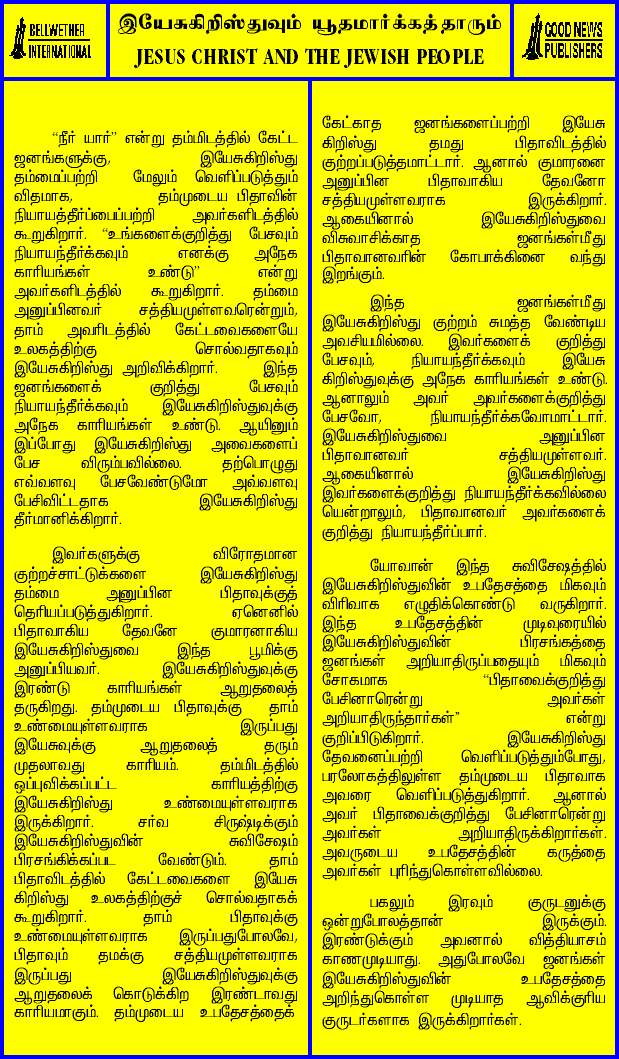 BELLWETHER
INTERNATIONAL
இயேசுகிறிஸ்துவும் யூதமார்க்கத்தாரும்
JESUS CHRIST AND THE JEWISH PEOPLE
GOOD NEWS
PUBLISHERS
“நீர் யார்” என்று தம்மிடத்தில் கேட்ட
ஜனங்களுக்கு, இயேசுகிறிஸ்து
தம்மைப்பற்றி மேலும் வெளிப்படுத்தும்
விதமாக, தம்முடைய பிதாவின்
நியாயத்தீர்ப்பைப்பற்றி அவர்களிடத்தில்
கூறுகிறார். “உங்களைக்குறித்து பேசவும்
நியாயந்தீர்க்கவும் எனக்கு அநேக
காரியங்கள் உண்டு” என்று
அவர்களிடத்தில் கூறுகிறார். தம்மை
அனுப்பினவர் சத்தியமுள்ளவரென்றும்,
தாம் அவரிடத்தில் கேட்டவைகளையே
உலகத்திற்கு சொல்வதாகவும்
இயேசுகிறிஸ்து அறிவிக்கிறார். இந்த
ஜனங்களைக் குறித்து பேசவும்
நியாயந்தீர்க்கவும் இயேசுகிறிஸ்துவுக்கு
அநேக காரியங்கள் உண்டு. ஆயினும்
இப்போது இயேசுகிறிஸ்து அவைகளைப்
பேச விரும்பவில்லை. தற்பொழுது
எவ்வளவு பேசவேண்டுமோ அவ்வளவு
பேசிவிட்டதாக இயேசுகிறிஸ்து
தீர்மானிக்கிறார்.
இவர்களுக்கு விரோதமான
குற்றச்சாட்டுக்களை இயேசுகிறிஸ்து
தம்மை அனுப்பின பிதாவுக்குத்
தெரியப்படுத்துகிறார். ஏனெனில்
பிதாவாகிய தேவனே குமாரனாகிய
இயேசுகிறிஸ்துவை இந்த பூமிக்கு
அனுப்பியவர். இயேசுகிறிஸ்துவுக்கு
இரண்டு காரியங்கள் ஆறுதலைத்
தருகிறது. தம்முடைய பிதாவுக்கு தாம்
உண்மையுள்ளவராக இருப்பது
இயேசுவுக்கு ஆறுதலைத் தரும்
முதலாவது காரியம். தம்மிடத்தில்
ஒப்புவிக்கப்பட்ட காரியத்திற்கு
இயேசுகிறிஸ்து உண்மையுள்ளவராக
இருக்கிறார். சர்வ சிருஷ்டிக்கும்
இயேசுகிறிஸ்துவின் சுவிசேஷம்
பிரசங்கிக்கப்பட வேண்டும். தாம்
பிதாவிடத்தில் கேட்டவைகளை இயேசு
கிறிஸ்து உலகத்திற்குச் சொல்வதாகக்
கூறுகிறார். தாம் பிதாவுக்கு
உண்மையுள்ளவராக இருப்பதுபோலவே,
பிதாவும் தமக்கு சத்தியமுள்ளவராக
இருப்பது இயேசுகிறிஸ்துவுக்கு
ஆறுதலைக் கொடுக்கிற இரண்டாவது
காரியமாகும். தம்முடைய உபதேசத்தைக்
கேட்காத ஜனங்களைப்பற்றி இயேசு
கிறிஸ்து தமது பிதாவிடத்தில்
குற்றப்படுத்தமாட்டார். ஆனால் குமாரனை
அனுப்பின பிதாவாகிய தேவனோ
சத்தியமுள்ளவராக இருக்கிறார்.
ஆகையினால் இயேசுகிறிஸ்துவை
விசுவாசிக்காத ஜனங்கள்மீது
பிதாவானவரின் கோபாக்கினை வந்து
இறங்கும்.
இந்த ஜனங்கள்மீது
இயேசுகிறிஸ்து குற்றம் சுமத்த வேண்டிய
அவசியமில்லை. இவர்களைக் குறித்து
பேசவும், நியாயந்தீர்க்கவும் இயேசு
கிறிஸ்துவுக்கு அநேக காரியங்கள் உண்டு.
ஆனாலும் அவர் அவர்களைக்குறித்து
பேசவோ, நியாயந்தீர்க்கவோமாட்டார்.
இயேசுகிறிஸ்துவை அனுப்பின
பிதாவானவர் சத்தியமுள்ளவர்.
ஆகையினால் இயேசுகிறிஸ்து
இவர்களைக்குறித்து நியாயந்தீர்க்கவில்லை
யென்றாலும், பிதாவானவர் அவர்களைக்
குறித்து நியாயந்தீர்ப்பார்.
யோவான் இந்த சுவிசேஷத்தில்
இயேசுகிறிஸ்துவின் உபதேசத்தை மிகவும்
விரிவாக எழுதிக்கொண்டு வருகிறார்.
இந்த உபதேசத்தின் முடிவுரையில்
இயேசுகிறிஸ்துவின் பிரசங்கத்தை
ஜனங்கள் அறியாதிருப்பதையும் மிகவும்
சோகமாக “பிதாவைக்குறித்து
பேசினாரென்று அவர்கள்
அறியாதிருந்தார்கள்” என்று
குறிப்பிடுகிறார். இயேசுகிறிஸ்து
தேவனைப்பற்றி வெளிப்படுத்தும்போது,
பரலோகத்திலுள்ள தம்முடைய பிதாவாக
அவரை வெளிப்படுத்துகிறார். ஆனால்
அவர் பிதாவைக்குறித்து பேசினாரென்று
அவர்கள் அறியாதிருக்கிறார்கள்.
அவருடைய உபதேசத்தின் கருத்தை
அவர்கள் புரிந்துகொள்ளவில்லை.
பகலும் இரவும் குருடனுக்கு
ஒன்றுபோலத்தான் இருக்கும்.
இரண்டுக்கும் அவனால் வித்தியாசம்
காணமுடியாது. அதுபோலவே ஜனங்கள்
இயேசுகிறிஸ்துவின் உபதேசத்தை
அறிந்துகொள்ள முடியாத ஆவிக்குரிய
குருடர்களாக இருக்கிறார்கள்.